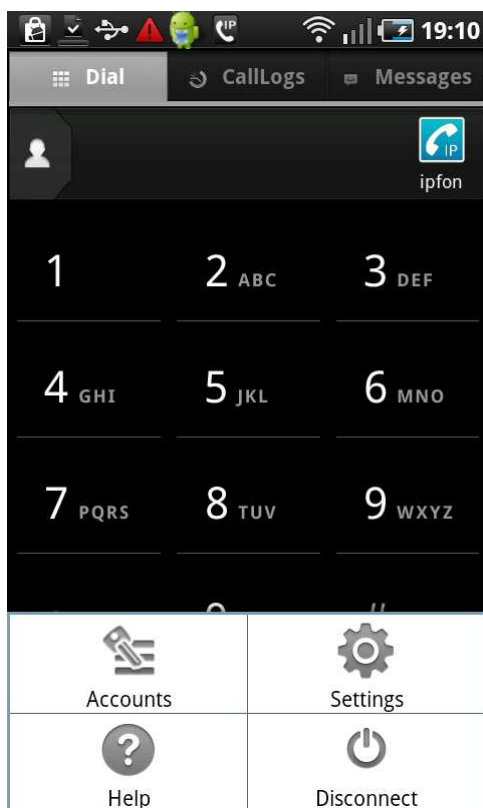 IP 19:10
Dial CallLogs Messages
IP
ipfon
1 2 ABC 3 DEF
4 GHI 5 JKL 6 MNO
7 PQRS 8 TUV 9 WXYZ
Accounts Settings
Help Disconnect